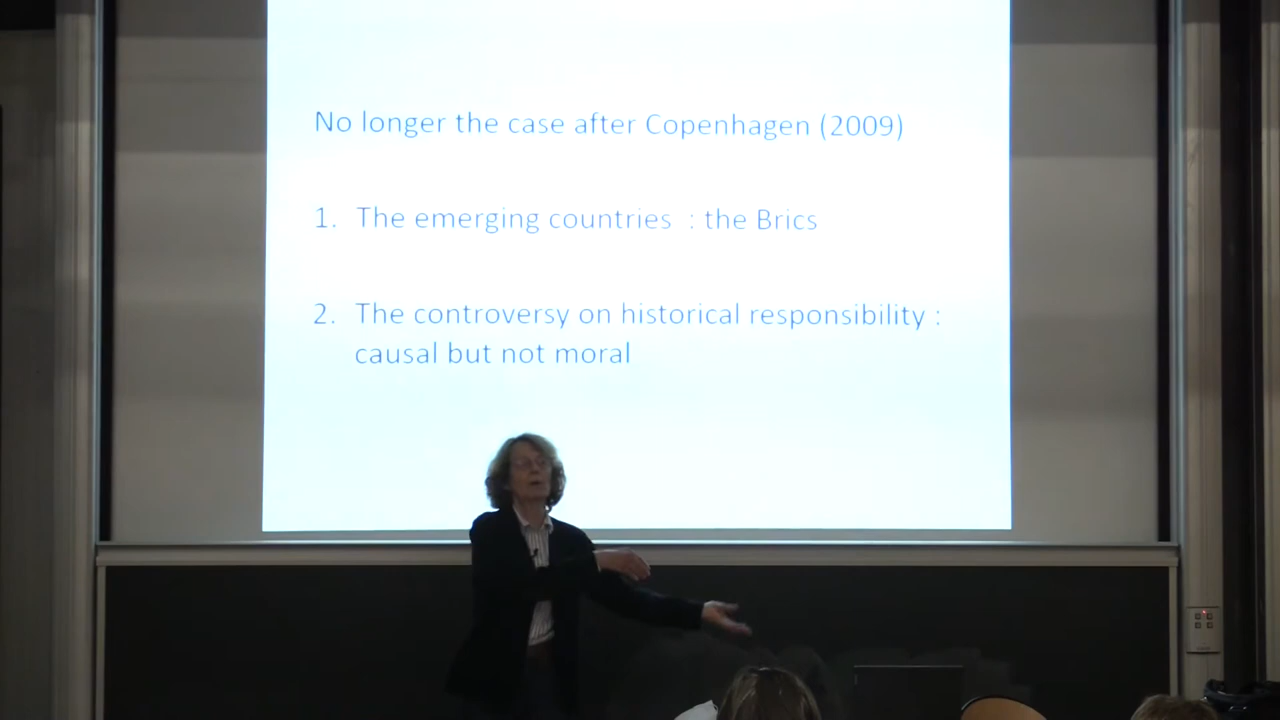 No longer the case after Copenhagen (2009)
1. The emerging countries : the Brics
2. The controversy on historical responsibility :
causal but not moral